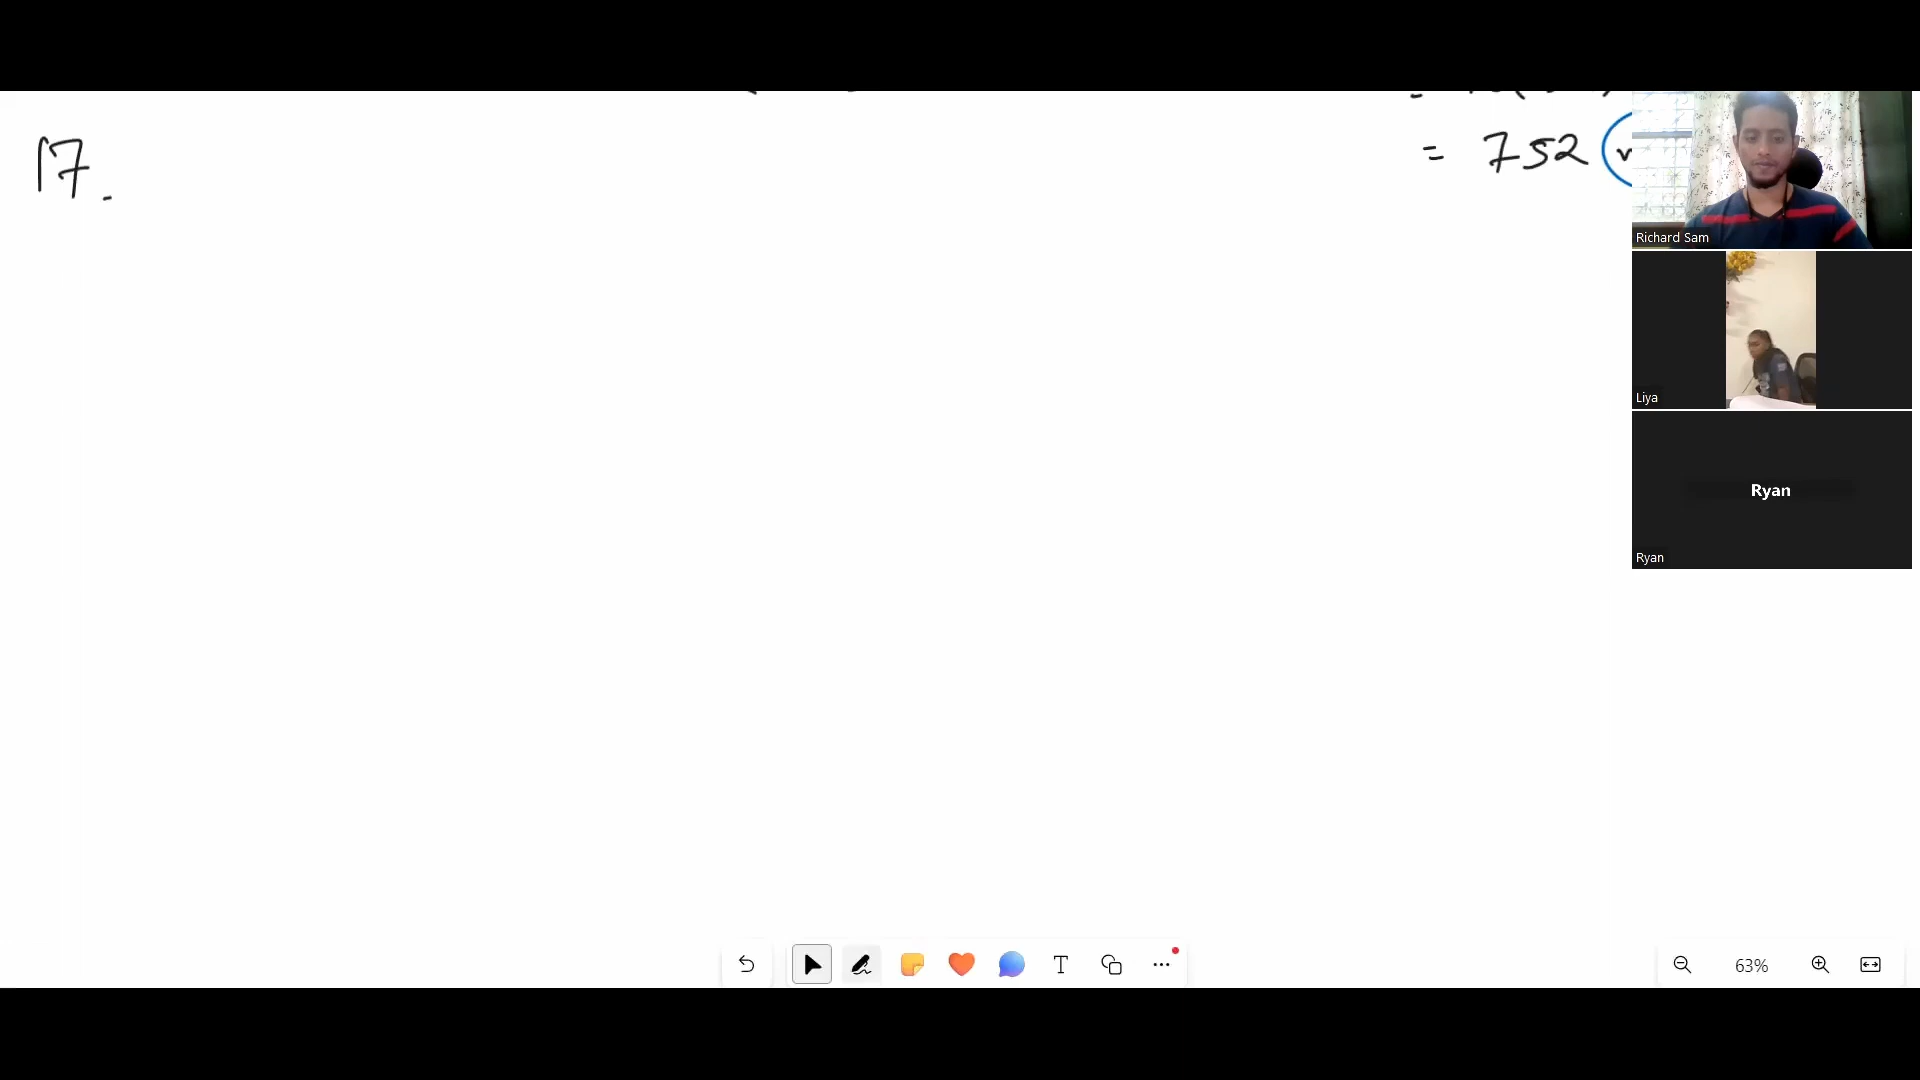 17.
= 752
Richard Sam
Liya
Ryan
Ryan
T
63%